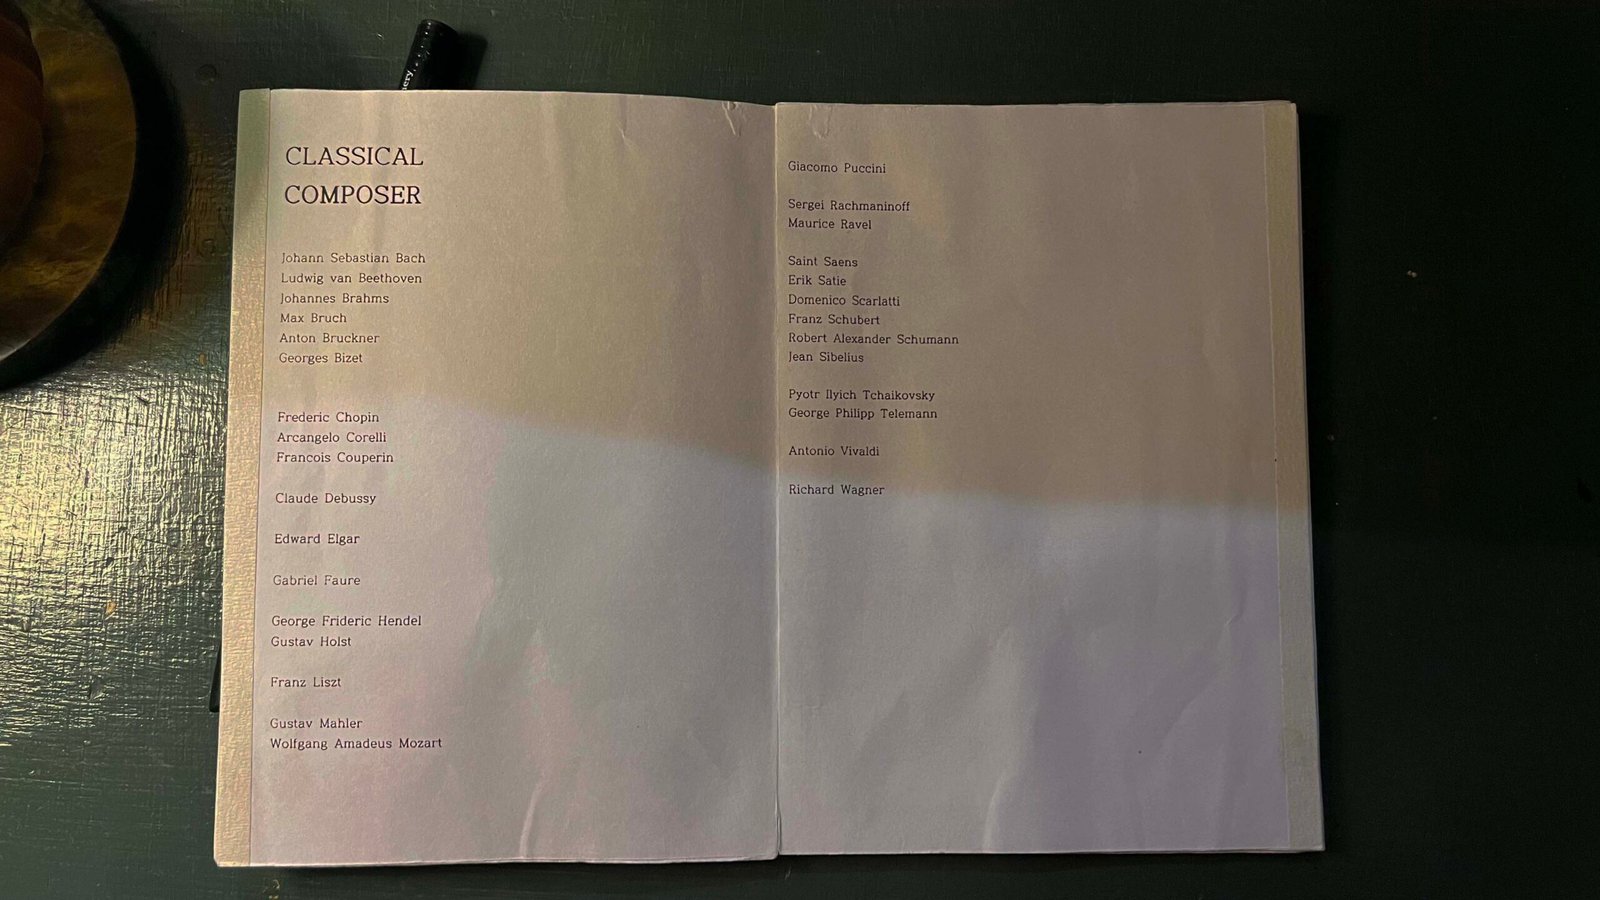 CLASSICAL
COMPOSER
Johann Sebastian Bach
Ludwig van Beethoven
Johannes Brahms
Max Bruch
Anton Bruckner
Georges Bizet
Frederic Chopin
Arcangelo Corelli
Francois Couperin
Claude Debussy
Edward Elgar
Gabriel Faure
George Frideric Hendel
Gustav Holst
Franz Liszt
Gustav Mahler
Wolfgang Amadeus Mozart
Giacomo Puccini
Sergei Rachmaninoff
Maurice Ravel
Saint Saens
Erik Satie
Domenico Scarlatti
Franz Schubert
Robert Alexander Schumann
Jean Sibelius
Pyotr Ilyich Tchaikovsky
George Philipp Telemann
Antonio Vivaldi
Richard Wagner